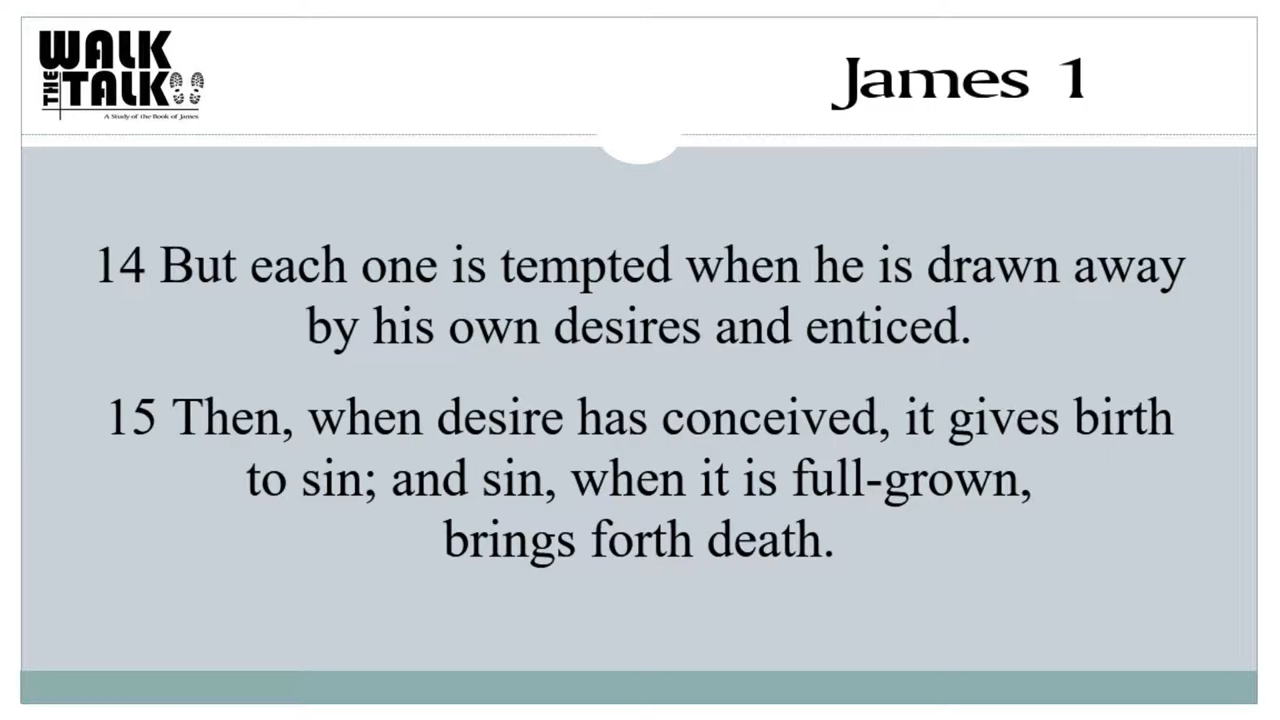 WALK
THE TALK
A Study of the Book of James
James 1
14 But each one is tempted when he is drawn away
by his own desires and enticed.
15 Then, when desire has conceived, it gives birth
to sin; and sin, when it is full-grown,
brings forth death.